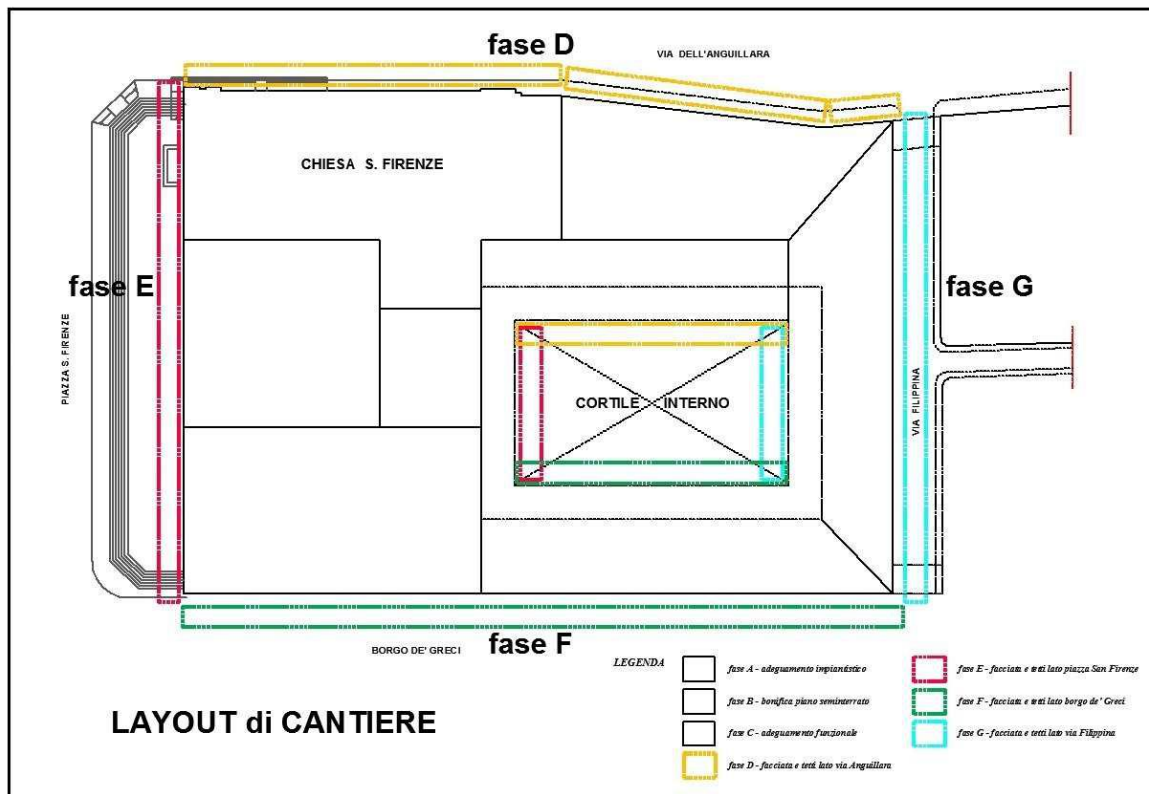 fase D
VIA DELL'ANGUILLARA
CHIESA S. FIRENZE
fase E
fase G
PIAZZA S. FIRENZE
CORTILE INTERNO
VIA FILIPPINA
BORGO DE' GRECI
fase F
LAYOUT di CANTIERE
LEGENDA
fase A - adeguamento impiantistico
fase B - bonifica piano seminterrato
fase C - adeguamento funzionale
fase D - facciata e tetti lato via Anguillara
fase E - facciata e tetti lato piazza San Firenze
fase F - facciata e tetti lato borgo de' Greci
fase G - facciata e tetti lato via Filippina